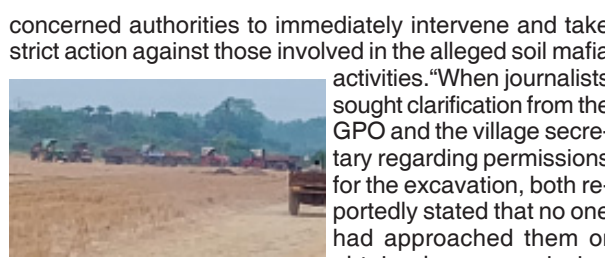 concerned authorities to immediately intervene and take
strict action against those involved in the alleged soil mafia
activities.“When journalists
sought clarification from the
GPO and the village secre-
tary regarding permissions
for the excavation, both re-
portedly stated that no one
had approached them or